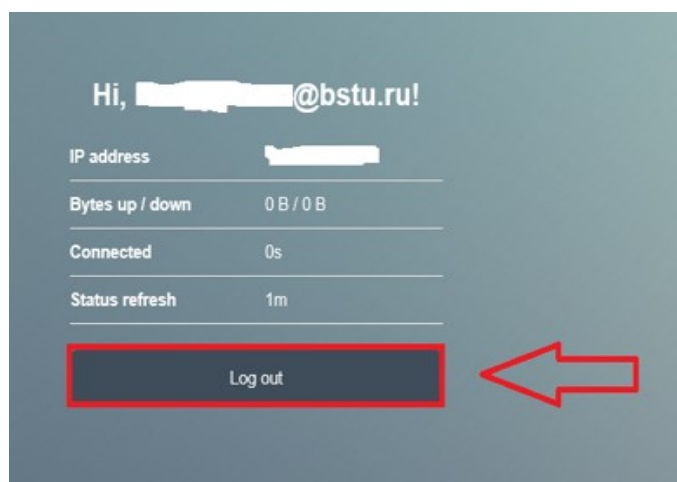 Hi, @bstu.ru!
IP address
Bytes up / down 0 B / 0 B
Connected 0s
Status refresh 1m
Log out